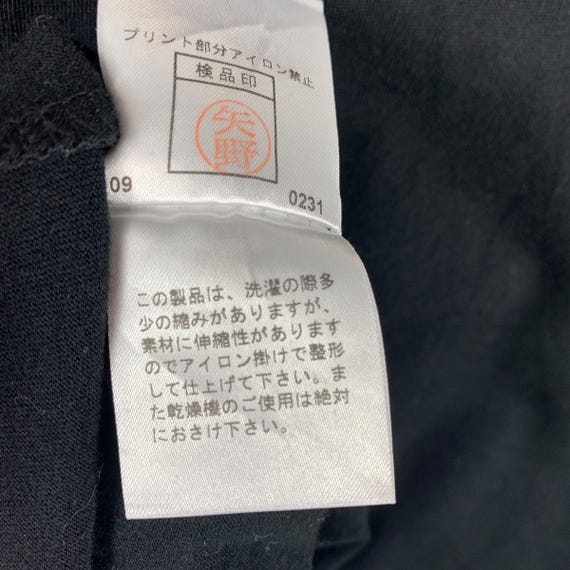 プリント部分アイロン禁止
検品印
矢野
09
0231
この製品は、洗濯の際多
少の縮みがありますが、
素材に伸縮性があります
のでアイロン掛けで整形
して仕上げて下さい。ま
た乾燥機のご使用は絶対
におさけ下さい。